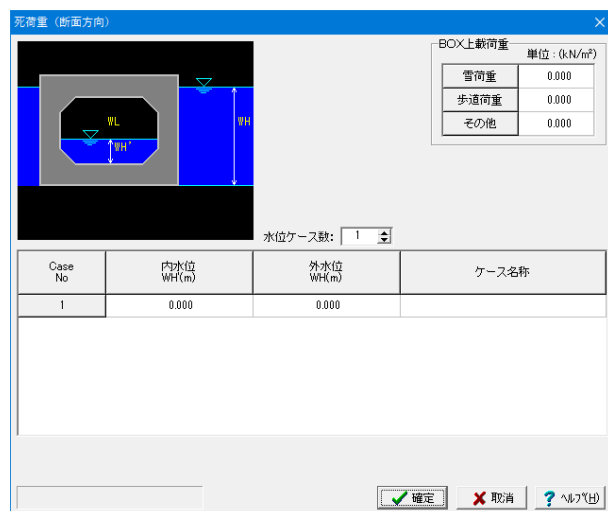 死荷重（断面方向）
BOX上載荷重
単位：(kN/m²)
雪荷重 0.000
歩道荷重 0.000
その他 0.000
WL
WH
WH'
水位ケース数: 1
Case No 内水位 WH'(m) 外水位 WH(m) ケース名称
1 0.000 0.000
確定 取消 ヘルプ(H)